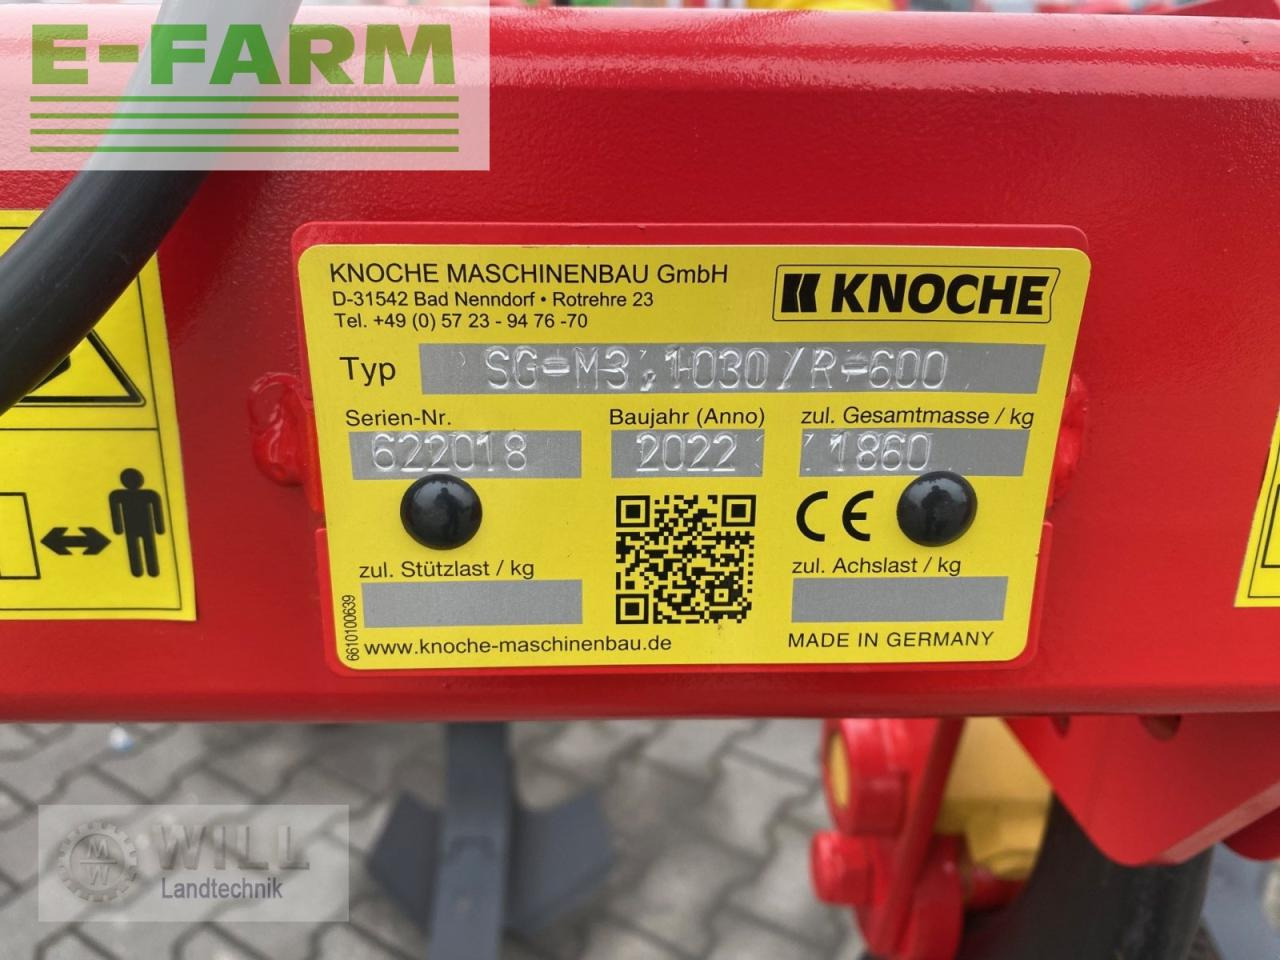 E-FARM
KNOCHE MASCHINENBAU GmbH
D-31542 Bad Nenndorf • Rotrehre 23
Tel. +49 (0) 57 23 - 94 76 -70
KNOCHE
Typ SG-M3,1030/R-600
Serien-Nr. Baujahr (Anno) zul. Gesamtmasse / kg
622018 2022 1860
CE
zul. Stützlast / kg zul. Achslast / kg
6610100639
www.knoche-maschinenbau.de MADE IN GERMANY
MW
WILL
Landtechnik